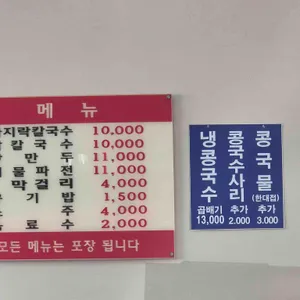 메뉴
지락칼국수 10.000
칼국수 10,000
만두 11,000
물파전 11,000
막걸리 4,000
기밥 1,500
주 4,000
료수 2,000
모든 메뉴는 포장 됩니다
냉콩국수 곱배기 13,000
콩국수사리 추가 2.000
콩국물 (한대접) 추가 3.000